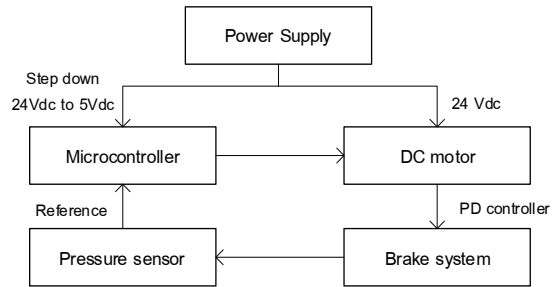 Power Supply
Step down
24Vdc to 5Vdc
24 Vdc
Microcontroller
DC motor
Reference
PD controller
Pressure sensor
Brake system